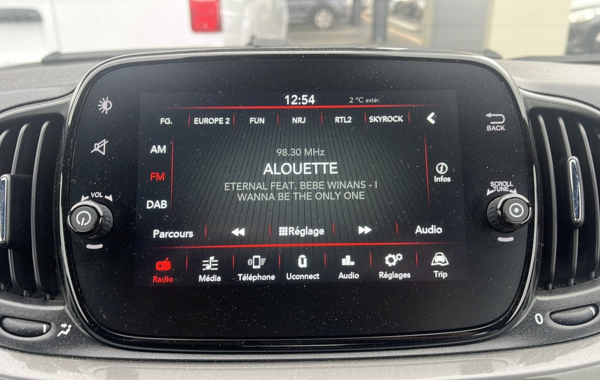 12:54
2 °C extér.
FG. EUROPE 2 FUN NRJ RTL2 SKYROCK
BACK
AM
98.30 MHz
ALOUETTE
FM
Infos
ETERNAL FEAT. BEBE WINANS - I
WANNA BE THE ONLY ONE
VOL
SCROLL
TUNE
DAB
Parcours Réglage Audio
Radio Média Téléphone Uconnect Audio Réglages Trip
0